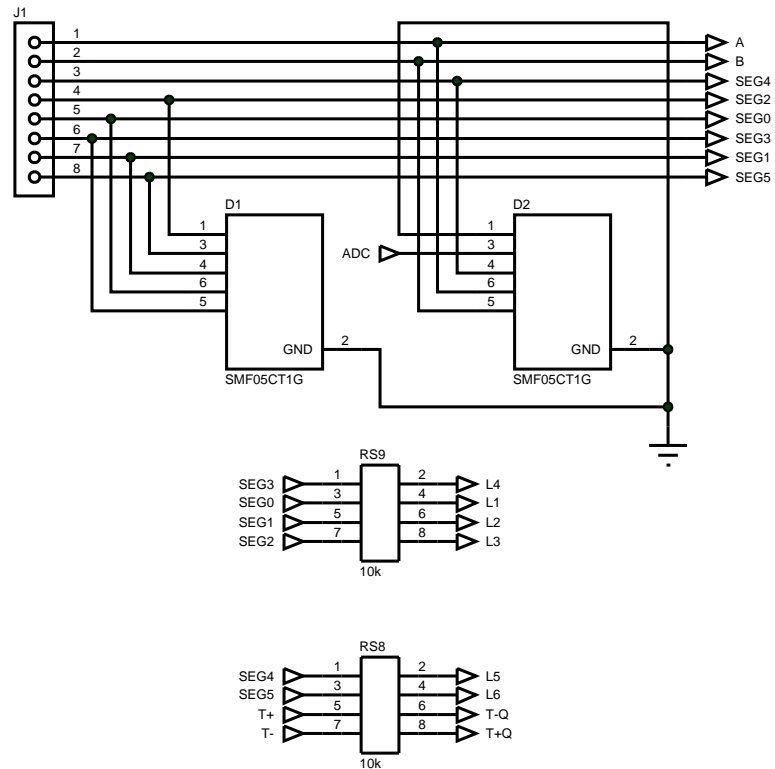 J1
1 A
2 B
3 SEG4
4 SEG2
5 SEG0
6 SEG3
7 SEG1
8 SEG5
D1 D2
1 1
3 ADC 3
4 4
6 6
5 5
GND 2 GND 2
SMF05CT1G SMF05CT1G
RS9
SEG3 1 2 L4
SEG0 3 4 L1
SEG1 5 6 L2
SEG2 7 8 L3
10k
RS8
SEG4 1 2 L5
SEG5 3 4 L6
T+ 5 6 T-Q
T- 7 8 T+Q
10k